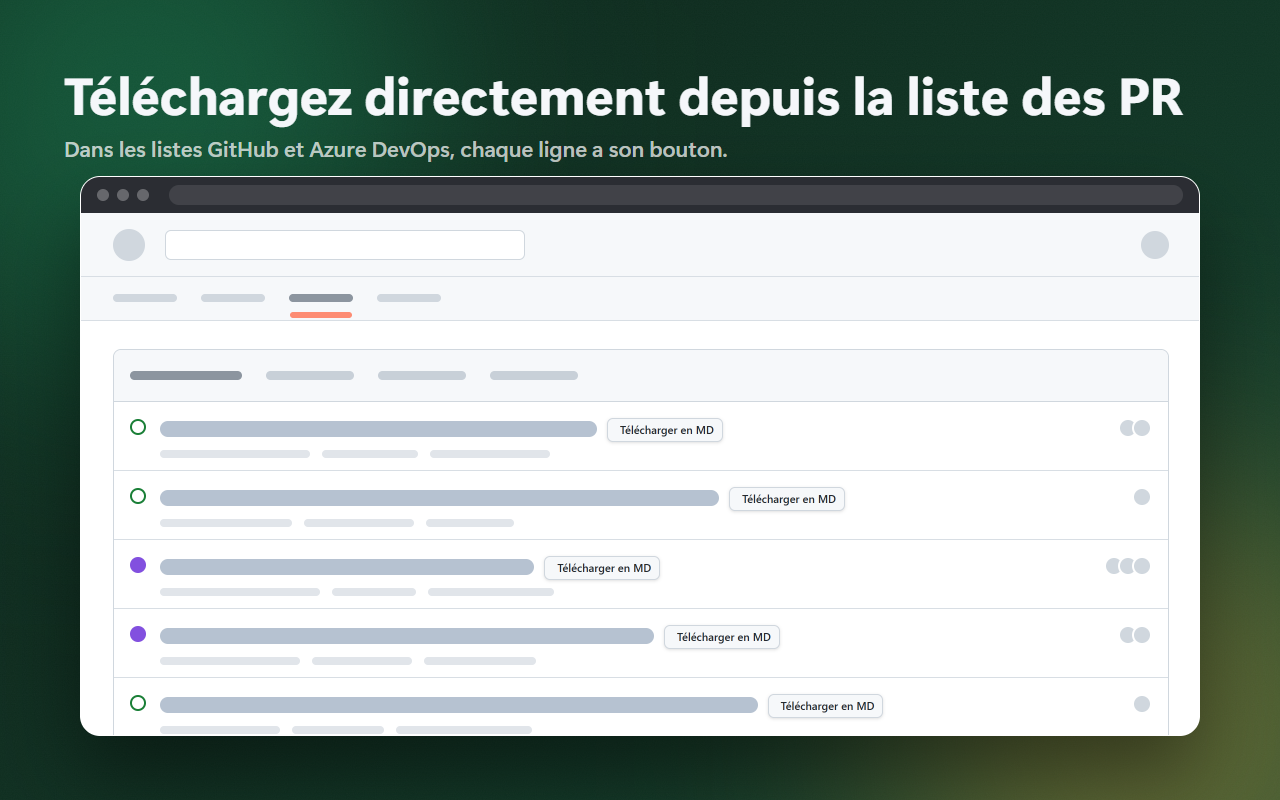 Téléchargez directement depuis la liste des PR
Dans les listes GitHub et Azure DevOps, chaque ligne a son bouton.
Télécharger en MD
Télécharger en MD
Télécharger en MD
Télécharger en MD
Télécharger en MD